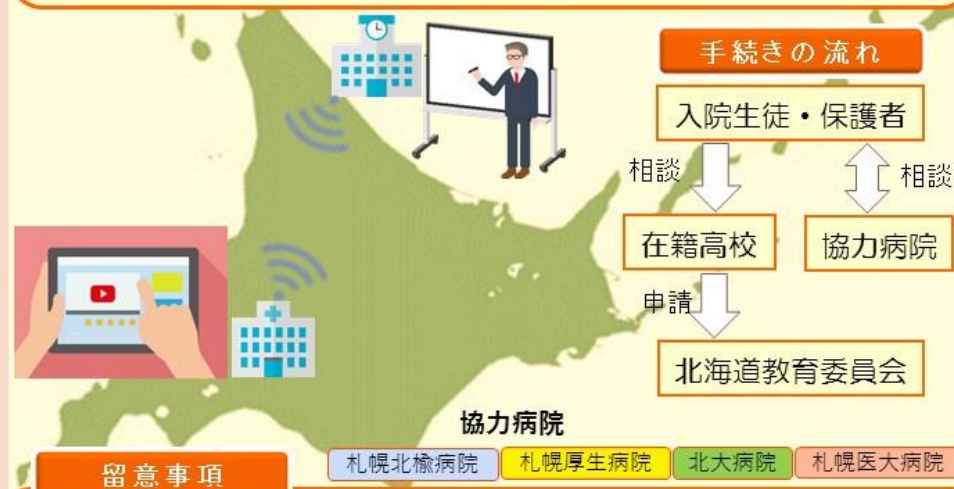 手続きの流れ
入院生徒・保護者
相談
相談
在籍高校
協力病院
申請
北海道教育委員会
協力病院
札幌北楡病院
札幌厚生病院
北大病院
札幌医大病院
留意事項